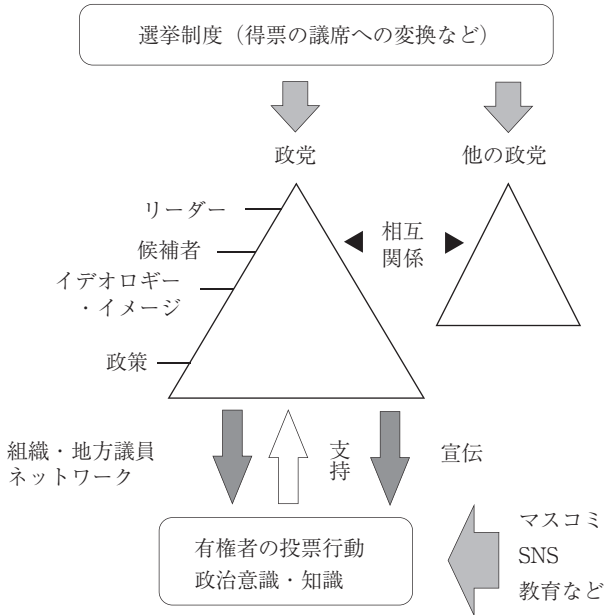 選挙制度（得票の議席への変換など）
政党
他の政党
リーダー
候補者
イデオロギー
・イメージ
政策
相互
関係
組織・地方議員
ネットワーク
支持
宣伝
有権者の投票行動
政治意識・知識
マスコミ
SNS
教育など